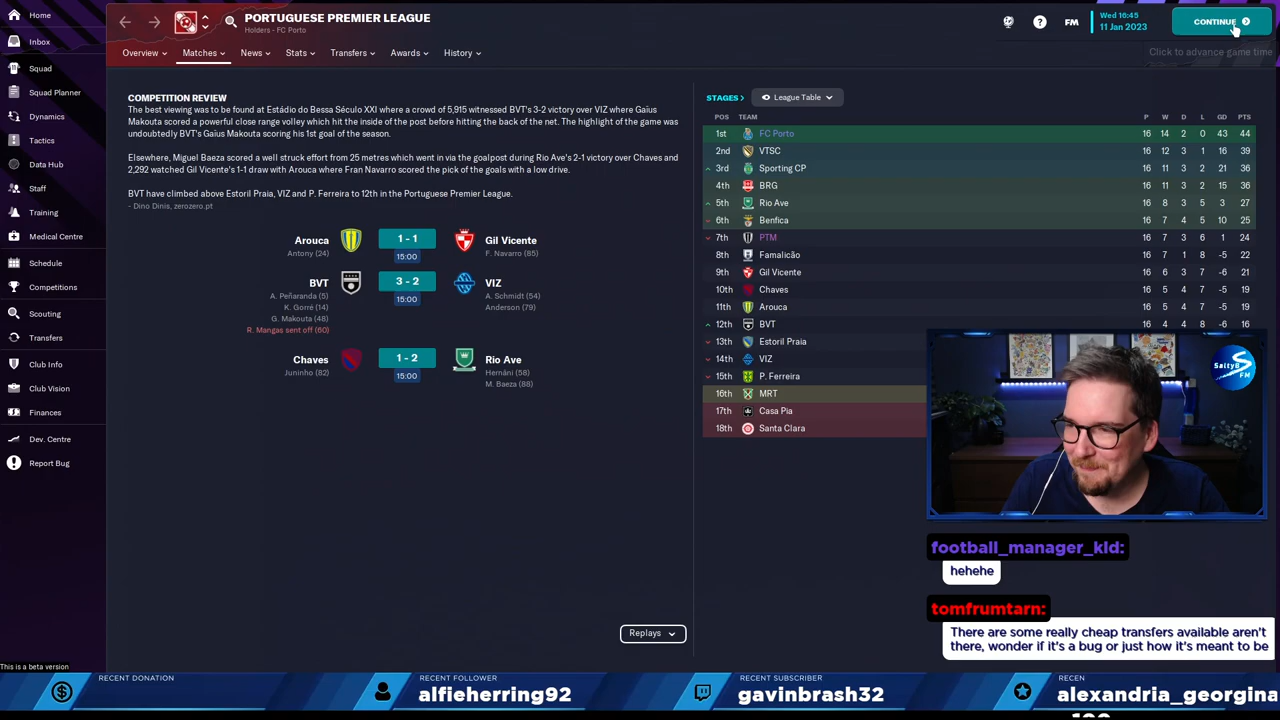 Home
Inbox
Squad
Squad Planner
Dynamics
Tactics
Data Hub
Staff
Training
Medical Centre
Schedule
Competitions
Scouting
Transfers
Club Info
Club Vision
Finances
Dev. Centre
Report Bug
This is a beta version
PORTUGUESE PREMIER LEAGUE
Holders - FC Porto
FM
Wed 16:45
11 Jan 2023
CONTINUE
Click to advance game time
Overview
Matches
News
Stats
Transfers
Awards
History
COMPETITION REVIEW
The best viewing was to be found at Estádio do Bessa Século XXI where a crowd of 5,915 witnessed BVT's 3-2 victory over VIZ where Gaïus
Makouta scored a powerful close range volley which hit the inside of the post before hitting the back of the net. The highlight of the game was
undoubtedly BVT's Gaïus Makouta scoring his 1st goal of the season.
Elsewhere, Miguel Baeza scored a well struck effort from 25 metres which went in via the goalpost during Rio Ave's 2-1 victory over Chaves and
2,292 watched Gil Vicente's 1-1 draw with Arouca where Fran Navarro scored the pick of the goals with a low drive.
BVT have climbed above Estoril Praia, VIZ and P. Ferreira to 12th in the Portuguese Premier League.
- Dino Dinis, zerozero.pt
Arouca 1 - 1 Gil Vicente
Antony (24) 15:00 F. Navarro (85)
BVT 3 - 2 VIZ
A. Peñaranda (5) 15:00 A. Schmidt (54)
K. Gorré (14) Anderson (79)
G. Makouta (48)
R. Mangas sent off (60)
Chaves 1 - 2 Rio Ave
Juninho (82) 15:00 Hernâni (58)
M. Baeza (88)
Replays
STAGES
League Table
POS TEAM P W D L GD PTS
1st FC Porto 16 14 2 0 43 44
2nd VTSC 16 12 3 1 16 39
3rd Sporting CP 16 11 3 2 21 36
4th BRG 16 11 3 2 15 36
5th Rio Ave 16 8 3 5 3 27
6th Benfica 16 7 4 5 10 25
7th PTM 16 7 3 6 1 24
8th Famalicão 16 7 1 8 -5 22
9th Gil Vicente 16 6 3 7 -6 21
10th Chaves 16 5 4 7 -5 19
11th Arouca 16 5 4 7 -5 19
12th BVT 16 4 4 8 -6 16
13th Estoril Praia
14th VIZ
15th P. Ferreira
16th MRT
17th Casa Pia
18th Santa Clara
SaltyB
FM
football_manager_kld:
hehehe
tomfrumtarn:
There are some really cheap transfers available aren't
there, wonder if it's a bug or just how it's meant to be
RECENT DONATION
RECENT FOLLOWER
alfieherring92
RECENT SUBSCRIBER
gavinbrash32
RECEN
alexandria_georgina